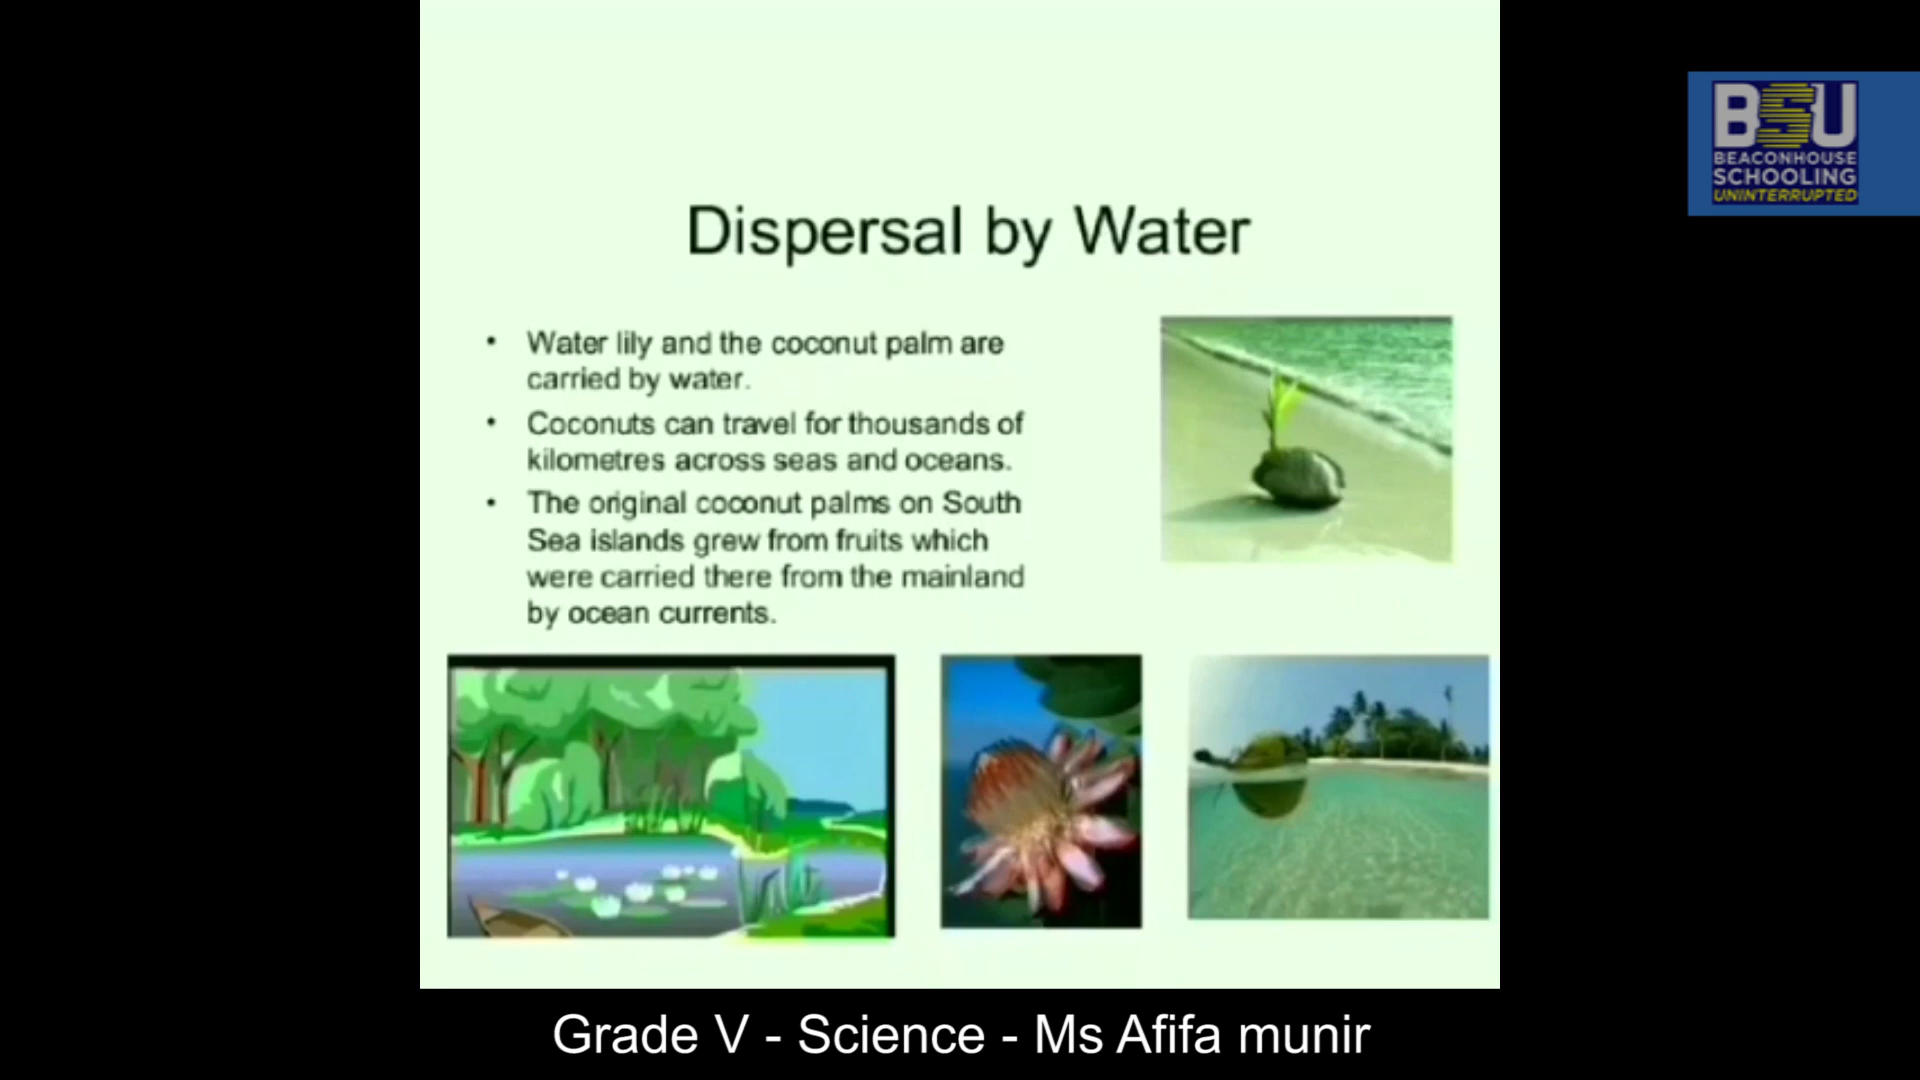 BSU
BEACONHOUSE
SCHOOLING
UNINTERRUPTED
Dispersal by Water
• Water lily and the coconut palm are
carried by water.
• Coconuts can travel for thousands of
kilometres across seas and oceans.
• The original coconut palms on South
Sea islands grew from fruits which
were carried there from the mainland
by ocean currents.
Grade V - Science - Ms Afifa munir